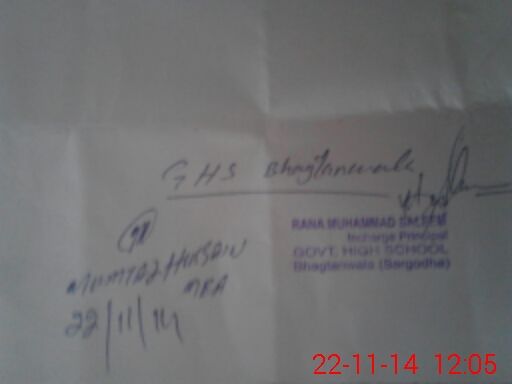 GHS Bhagtanwala
RANA MUHAMMAD SALEEM
Incharge Principal
GOVT. HIGH SCHOOL
Bhagtanwala (Sargodha)
MUMTAZ HUSSAIN
MEA
22/11/14
22-11-14 12:05